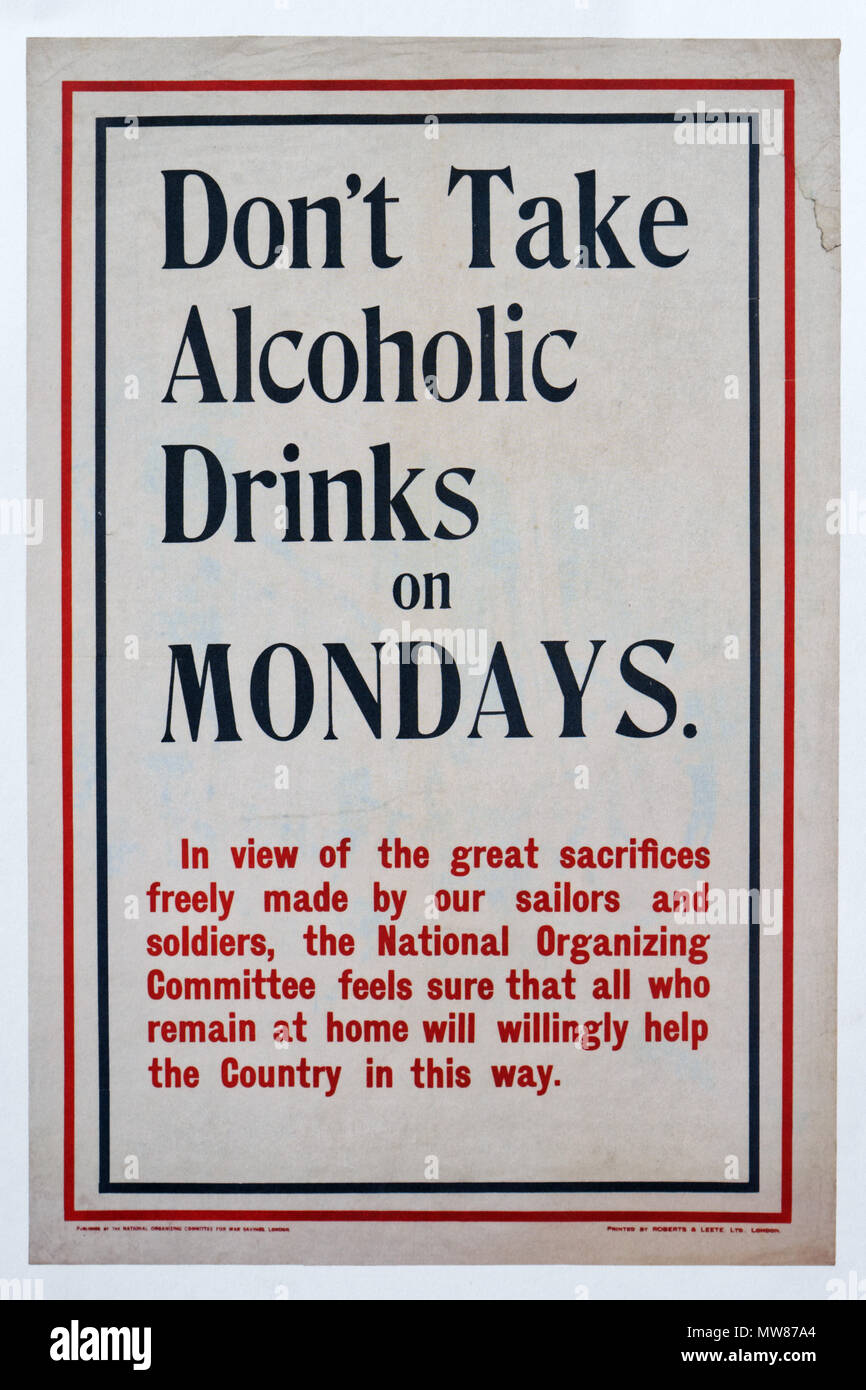 Don't Take
Alcoholic
Drinks
on
MONDAYS.
In view of the great sacrifices
freely made by our sailors and
soldiers, the National Organizing
Committee feels sure that all who
remain at home will willingly help
the Country in this way.
PUBLISHED BY THE NATIONAL ORGANIZING COMMITTEE FOR WAR SAVINGS, LONDON.
PRINTED BY ROBERTS & LEETE, LTD. LONDON.
alamy stock photo
MW87A4
www.alamy.com